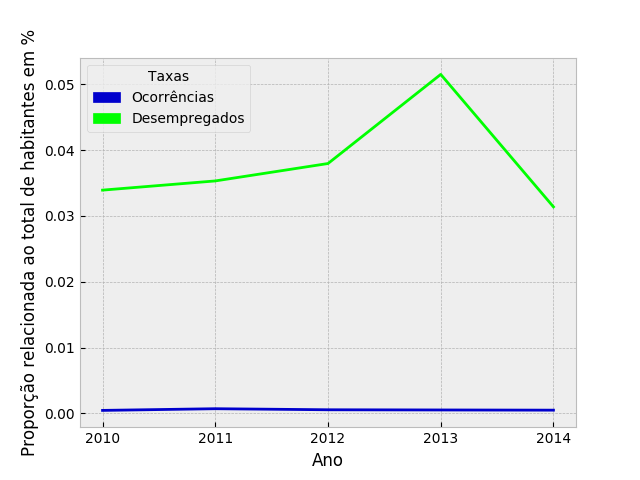 Proporção relacionada ao total de habitantes em %
0.05
0.04
0.03
0.02
0.01
0.00
Taxas
Ocorrências
Desempregados
2010 2011 2012 2013 2014
Ano